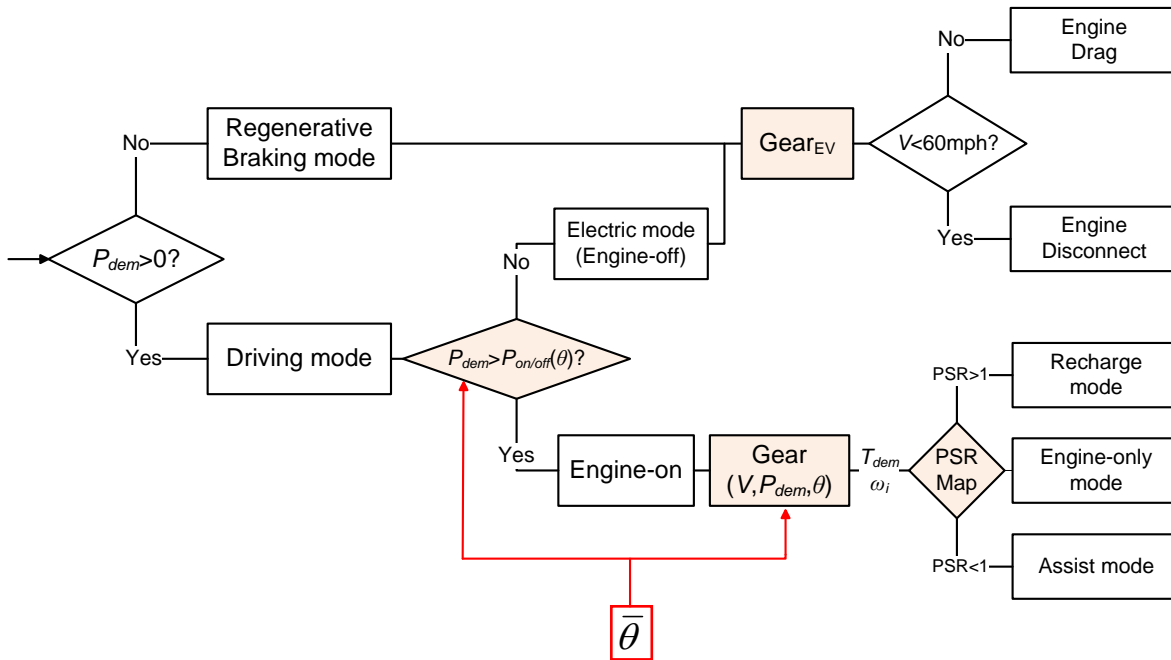 No
Engine
Drag
Regenerative
Braking mode
Gear_EV
V<60mph?
No
P_dem>0?
Electric mode
(Engine-off)
Yes
Engine
Disconnect
No
Yes
Driving mode
P_dem>P_on/off(θ)?
PSR>1
Recharge
mode
Yes
Engine-on
Gear
(V,P_dem,θ)
T_dem
ω_i
PSR
Map
Engine-only
mode
PSR<1
Assist mode
θ̅